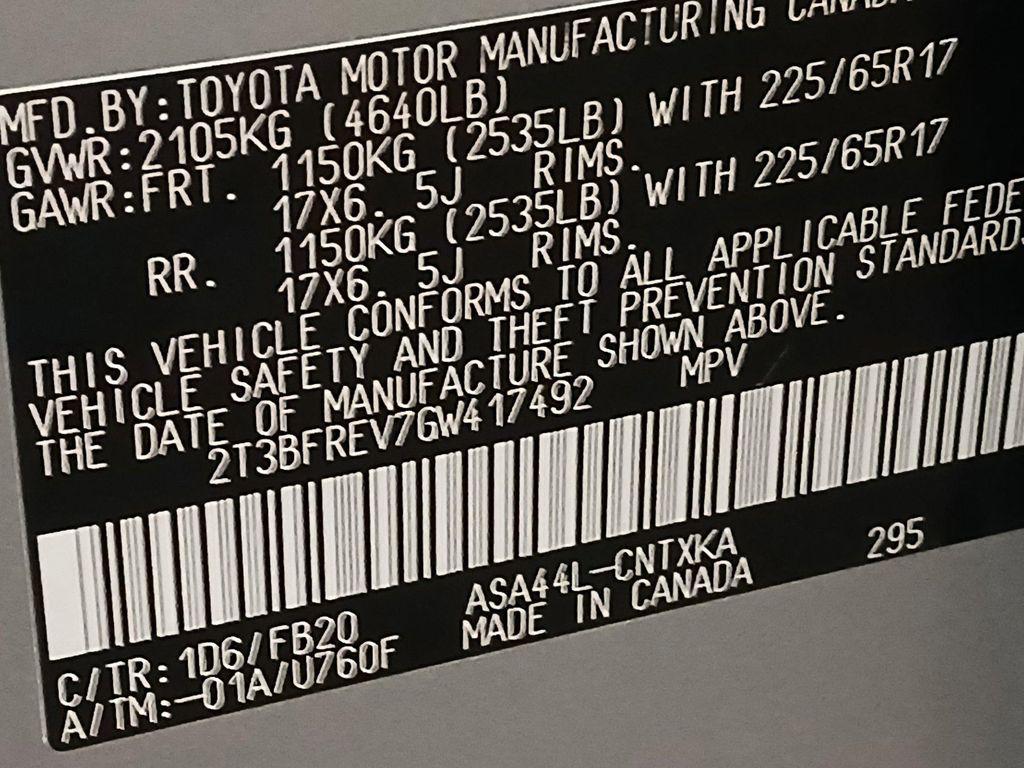 MFD. BY: TOYOTA MOTOR MANUFACTURING CANADA
GVWR: 2105KG (4640LB)
GAWR: FRT. 1150KG (2535LB) WITH 225/65R17
17X6. 5J RIMS.
RR. 1150KG (2535LB) WITH 225/65R17
17X6. 5J RIMS.
THIS VEHICLE CONFORMS TO ALL APPLICABLE FEDE
VEHICLE SAFETY AND THEFT PREVENTION STANDARD
THE DATE OF MANUFACTURE SHOWN ABOVE.
2T3BFREV7GW417492 MPV
ASA44L-CNTXKA 295
C/TR: 1D6/FB20 MADE IN CANADA
A/TM:-01A/U760F